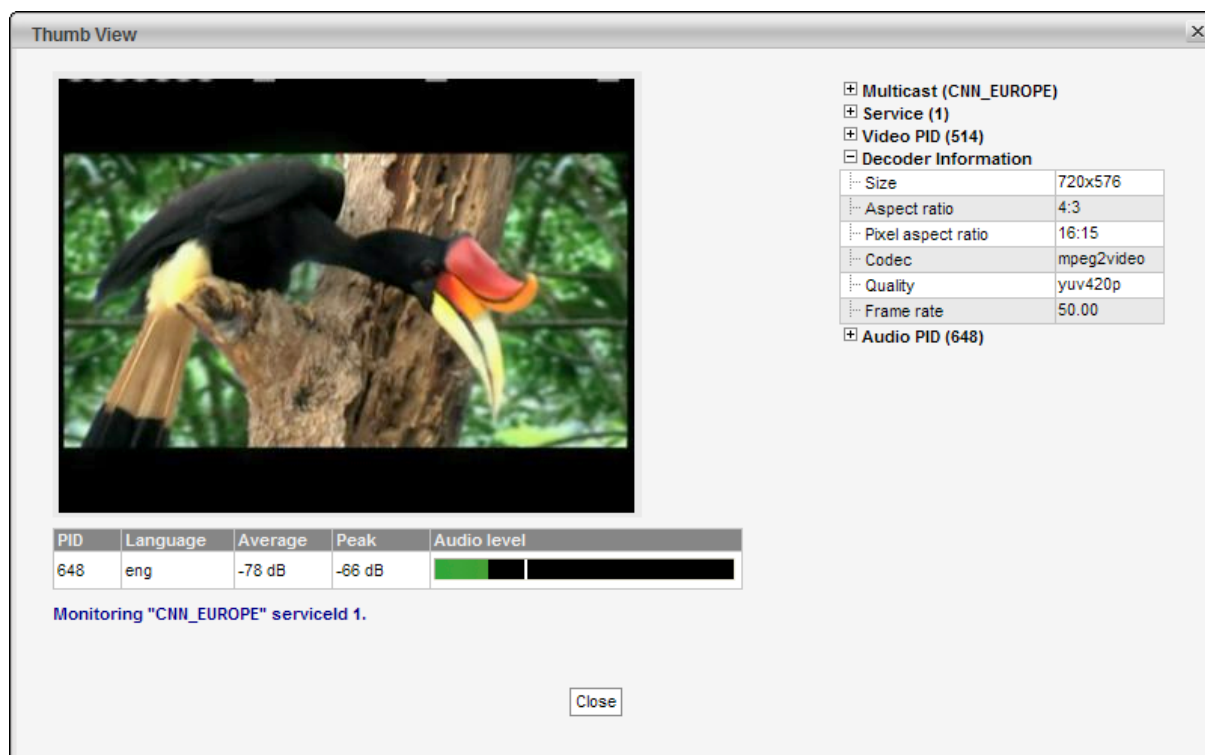 Thumb View
Multicast (CNN_EUROPE)
Service (1)
Video PID (514)
Decoder Information
Size 720x576
Aspect ratio 4:3
Pixel aspect ratio 16:15
Codec mpeg2video
Quality yuv420p
Frame rate 50.00
Audio PID (648)
PID Language Average Peak Audio level
648 eng -78 dB -66 dB
Monitoring "CNN_EUROPE" serviceId 1.
Close